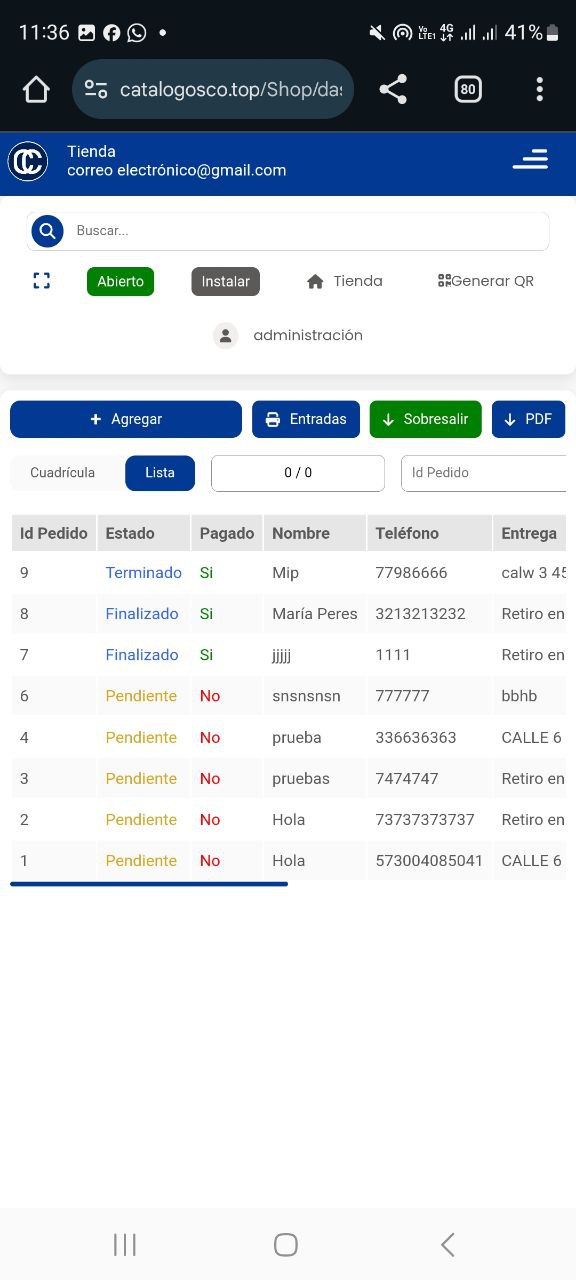 11:36 Vo LTE1 4G 41%
catalogosco.top/Shop/das
80
Tienda
correo electrónico@gmail.com
Buscar...
Abierto Instalar Tienda Generar QR
administración
+ Agregar Entradas Sobresalir PDF
Cuadrícula Lista 0 / 0 Id Pedido
Id Pedido Estado Pagado Nombre Teléfono Entrega
9 Terminado Si Mip 77986666 calw 3 45
8 Finalizado Si María Peres 3213213232 Retiro en
7 Finalizado Si jjjjj 1111 Retiro en
6 Pendiente No snsnsnsn 777777 bbhb
4 Pendiente No prueba 336636363 CALLE 6
3 Pendiente No pruebas 7474747 Retiro en
2 Pendiente No Hola 73737373737 Retiro en
1 Pendiente No Hola 573004085041 CALLE 6